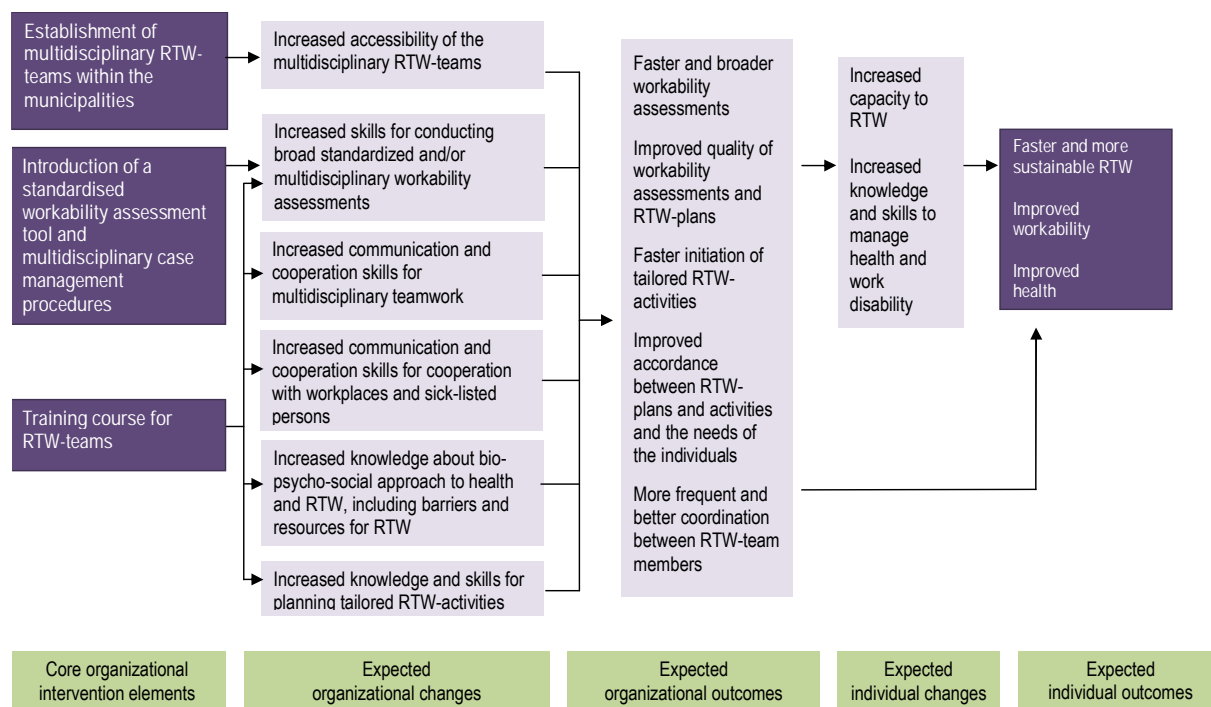 Establishment of
multidisciplinary RTW-
teams within the
municipalities
Introduction of a
standardised
workability assessment
tool and
multidisciplinary case
management
procedures
Training course for
RTW-teams
Increased accessibility of the
multidisciplinary RTW-teams
Increased skills for conducting
broad standardized and/or
multidisciplinary workability
assessments
Increased communication and
cooperation skills for
multidisciplinary teamwork
Increased communication and
cooperation skills for cooperation
with workplaces and sick-listed
persons
Increased knowledge about bio-
psycho-social approach to health
and RTW, including barriers and
resources for RTW
Increased knowledge and skills for
planning tailored RTW-activities
Faster and broader
workability
assessments
Improved quality of
workability
assessments and
RTW-plans
Faster initiation of
tailored RTW-
activities
Improved
accordance
between RTW-
plans and activities
and the needs of
the individuals
More frequent and
better coordination
between RTW-team
members
Increased
capacity to
RTW
Increased
knowledge
and skills to
manage
health and
work
disability
Faster and more
sustainable RTW
Improved
workability
Improved
health
Core organizational
intervention elements
Expected
organizational changes
Expected
organizational outcomes
Expected
individual changes
Expected
individual outcomes